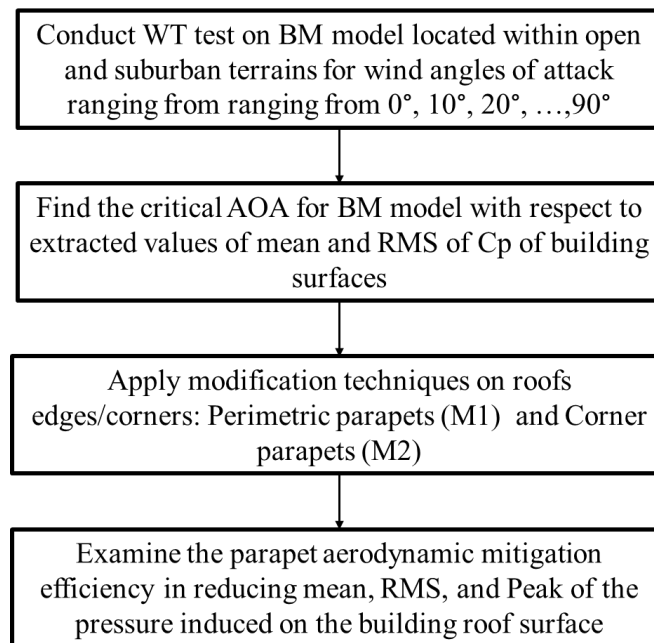 Conduct WT test on BM model located within open
and suburban terrains for wind angles of attack
ranging from ranging from 0°, 10°, 20°, …,90°
Find the critical AOA for BM model with respect to
extracted values of mean and RMS of Cp of building
surfaces
Apply modification techniques on roofs
edges/corners: Perimetric parapets (M1) and Corner
parapets (M2)
Examine the parapet aerodynamic mitigation
efficiency in reducing mean, RMS, and Peak of the
pressure induced on the building roof surface